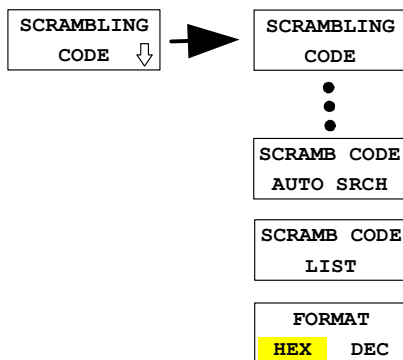 SCRAMBLING
CODE
SCRAMBLING
CODE
SCRAMB CODE
AUTO SRCH
SCRAMB CODE
LIST
FORMAT
HEX DEC